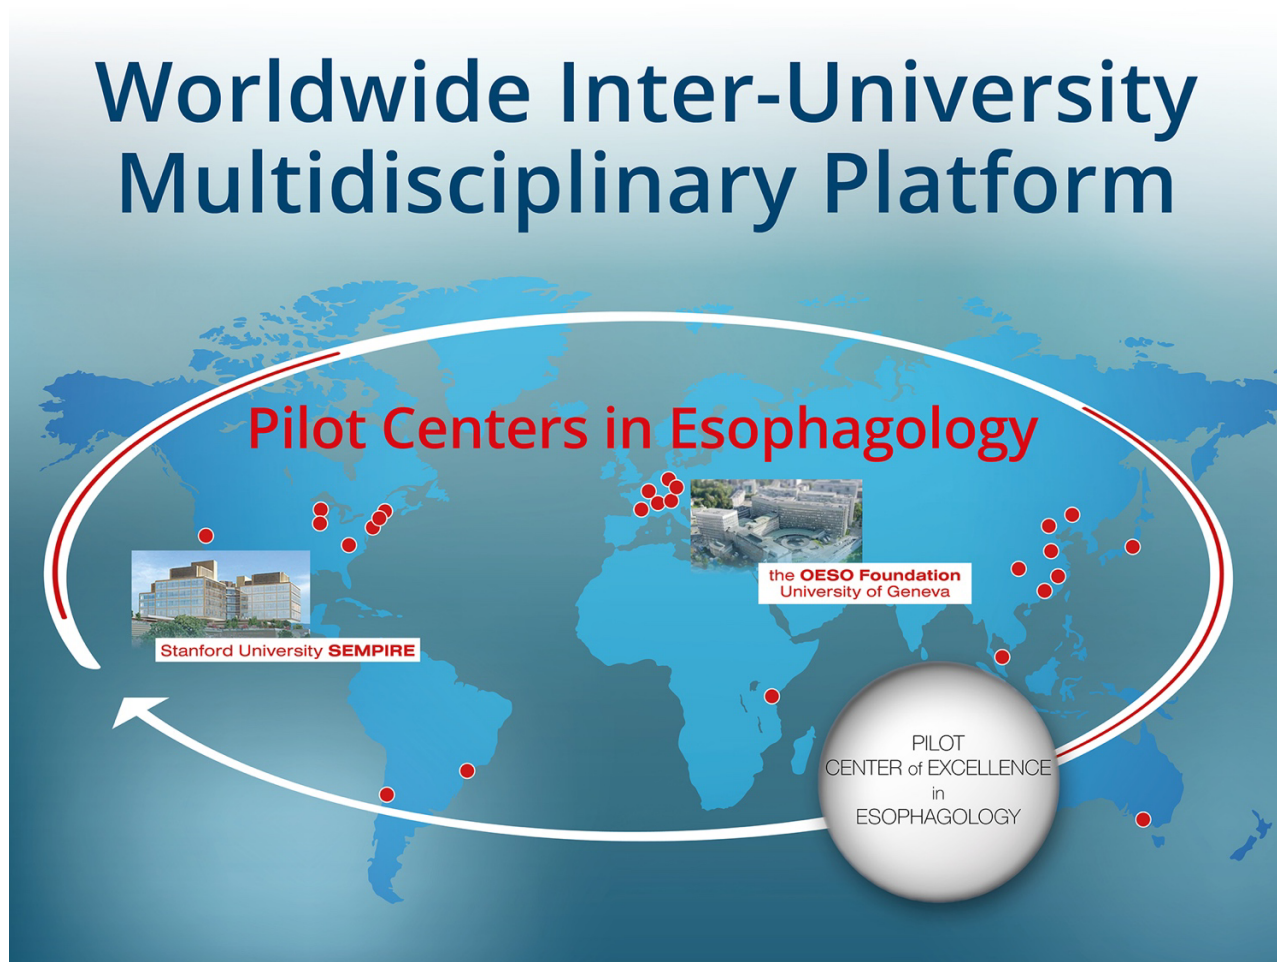 Worldwide Inter-University
Multidisciplinary Platform
Pilot Centers in Esophagology
the OESO Foundation
University of Geneva
Stanford University SEMPIRE
PILOT
CENTER of EXCELLENCE
in
ESOPHAGOLOGY